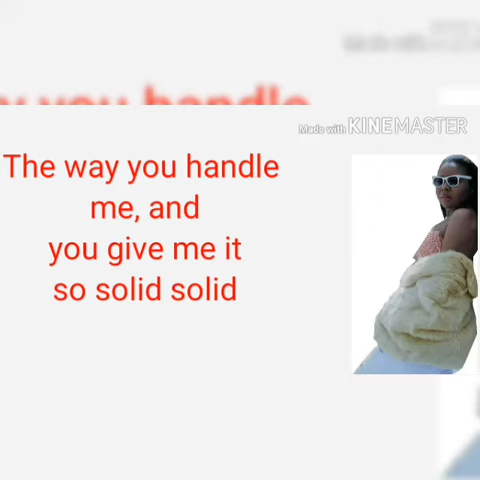 Made with KINEMASTER
The way you handle
me, and
you give me it
so solid solid